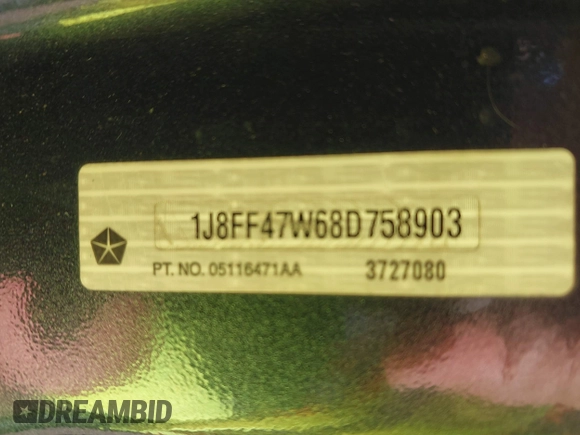 1J8FF47W68D758903
PT. NO. 05116471AA 3727080
DREAMBID